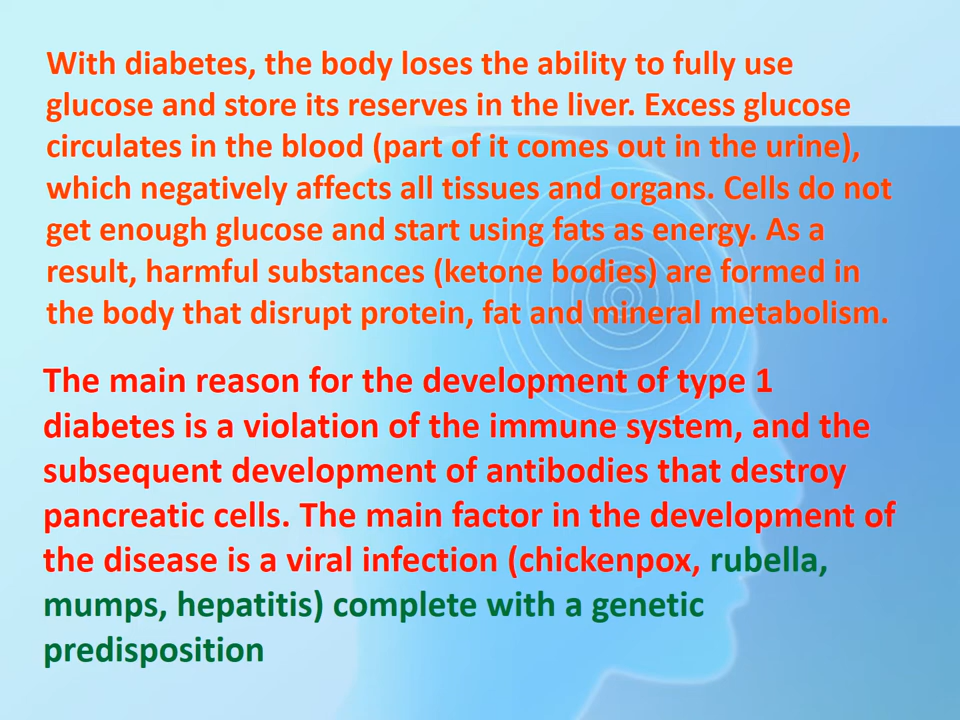 With diabetes, the body loses the ability to fully use
glucose and store its reserves in the liver. Excess glucose
circulates in the blood (part of it comes out in the urine),
which negatively affects all tissues and organs. Cells do not
get enough glucose and start using fats as energy. As a
result, harmful substances (ketone bodies) are formed in
the body that disrupt protein, fat and mineral metabolism.
The main reason for the development of type 1
diabetes is a violation of the immune system, and the
subsequent development of antibodies that destroy
pancreatic cells. The main factor in the development of
the disease is a viral infection (chickenpox, rubella,
mumps, hepatitis) complete with a genetic
predisposition